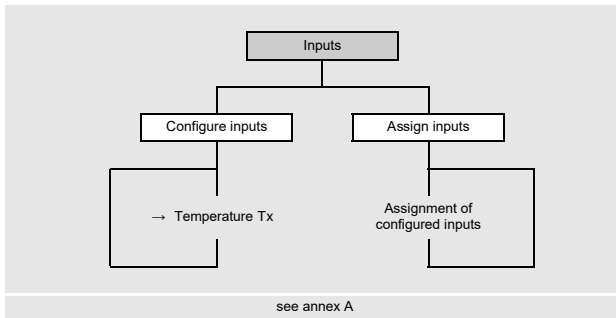 Inputs
Configure inputs
Assign inputs
→ Temperature Tx
Assignment of
configured inputs
see annex A